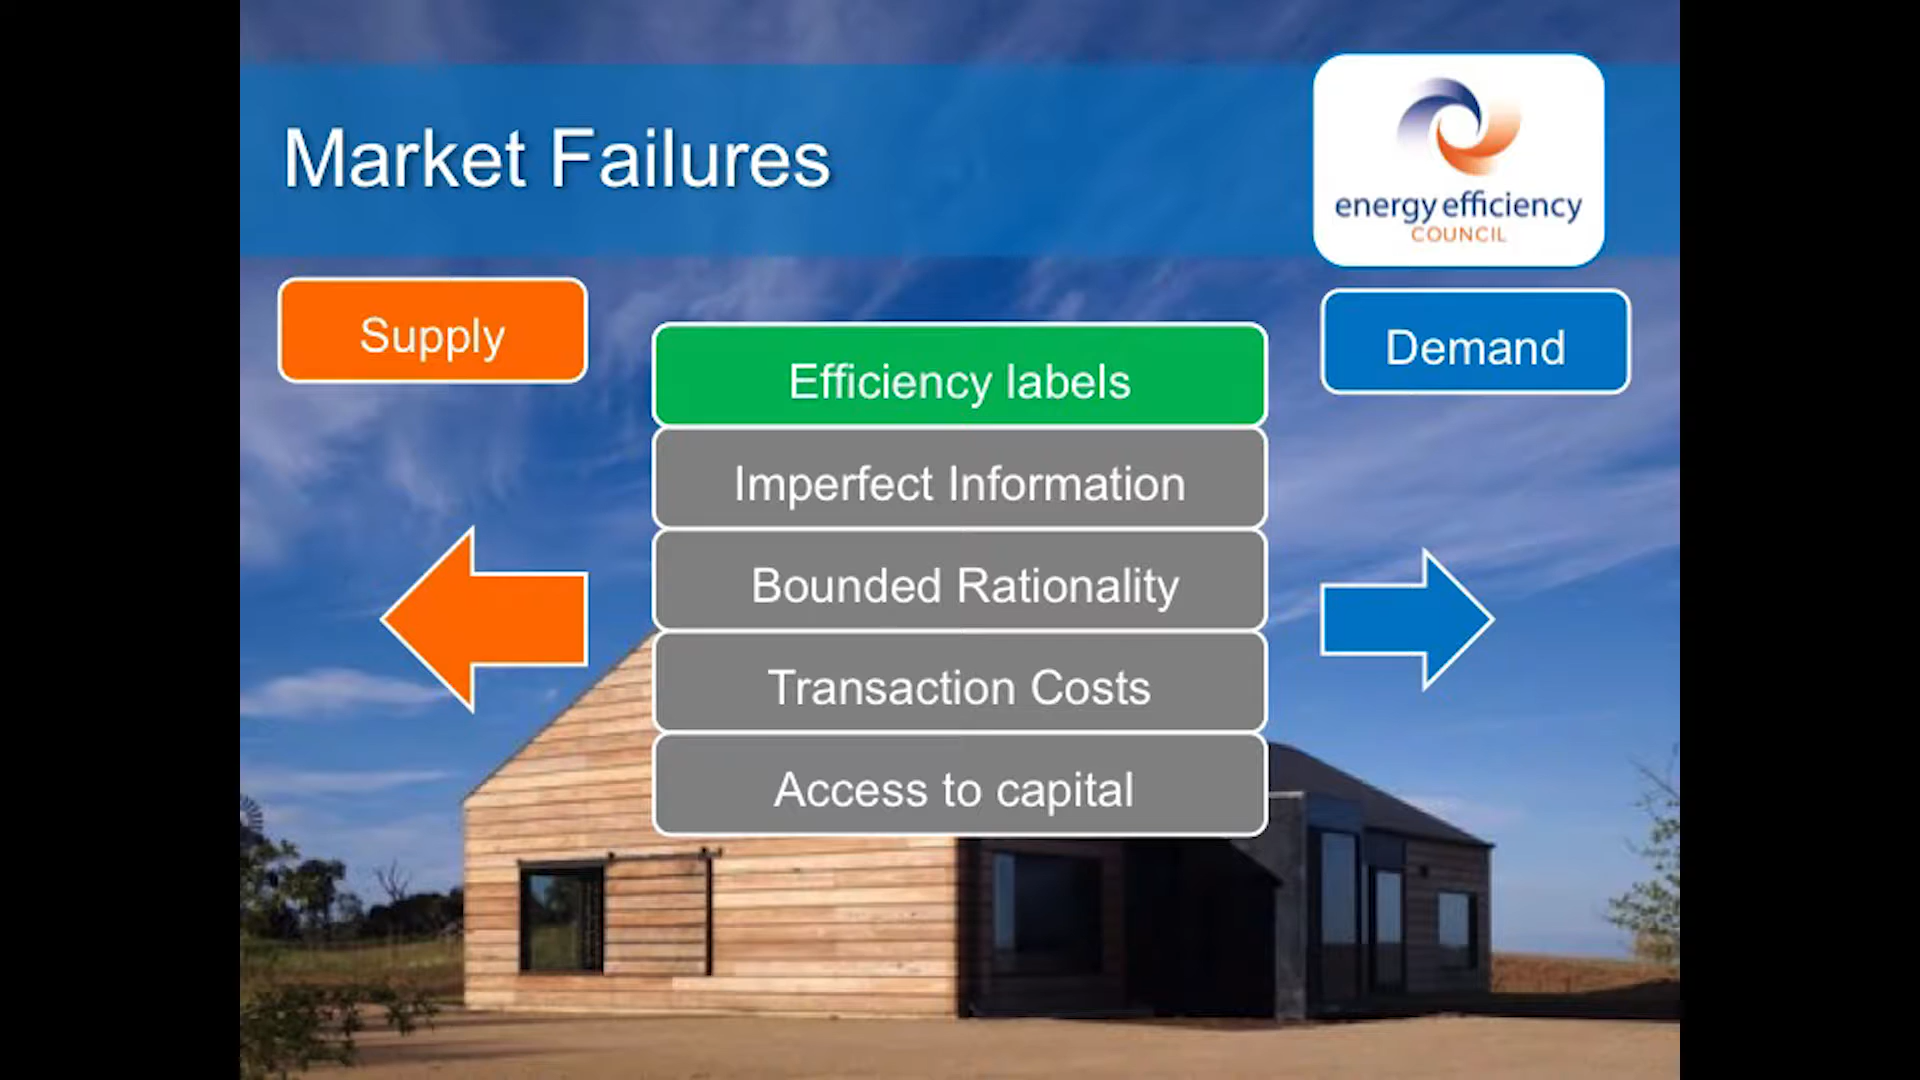 Market Failures
energy efficiency
COUNCIL
Supply
Demand
Efficiency labels
Imperfect Information
Bounded Rationality
Transaction Costs
Access to capital